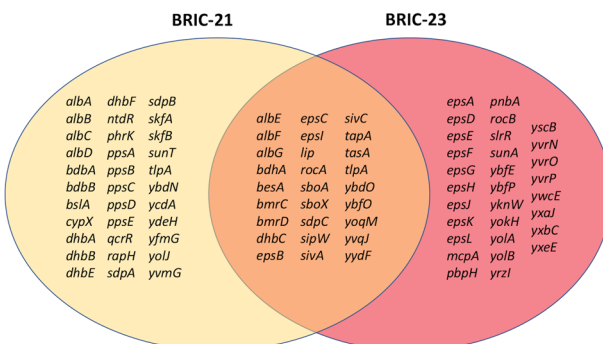 BRIC-21 BRIC-23
albA dhbF sdpB
albB ntdR skfA
albC phrK skfB
albD ppsA sunT
bdbA ppsB tlpA
bdbB ppsC ybdN
bslA ppsD ycdA
cypX ppsE ydeH
dhbA qcrR yfmG
dhbB rapH yolJ
dhbE sdpA yvmG
albE epsC sivC
albF epsI tapA
albG lip tasA
bdhA rocA tlpA
besA sboA ybdO
bmrC sboX ybfO
bmrD sdpC yoqM
dhbC sipW yvqJ
epsB sivA yydF
epsA pnbA
epsD rocB
epsE slrR
epsF sunA
epsG ybfE
epsH ybfP
epsJ yknW
epsK yokH
epsL yolA
mcpA yolB
pbpH yrzI
yscB
yvrN
yvrO
yvrP
ywcE
yxaJ
yxbC
yxeE